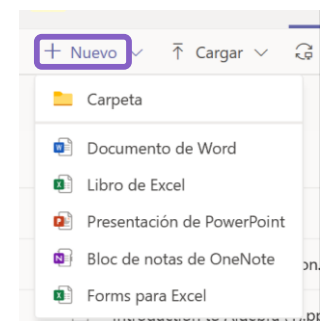 + Nuevo
Cargar
Carpeta
Documento de Word
Libro de Excel
Presentación de PowerPoint
Bloc de notas de OneNote
on.
Forms para Excel